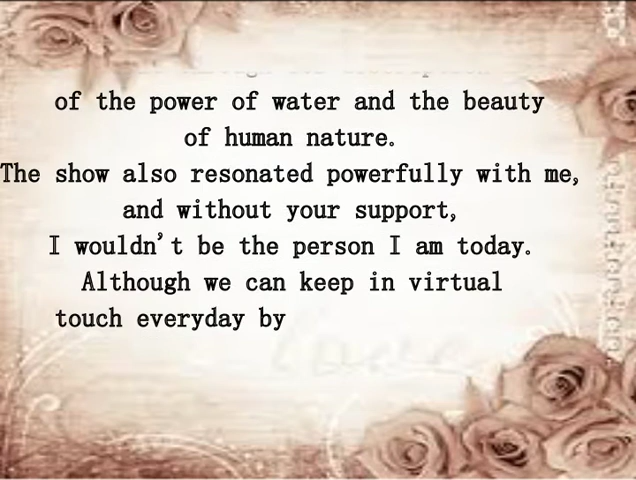 of the power of water and the beauty
of human nature.
The show also resonated powerfully with me,
and without your support,
I wouldn't be the person I am today.
Although we can keep in virtual
touch everyday by